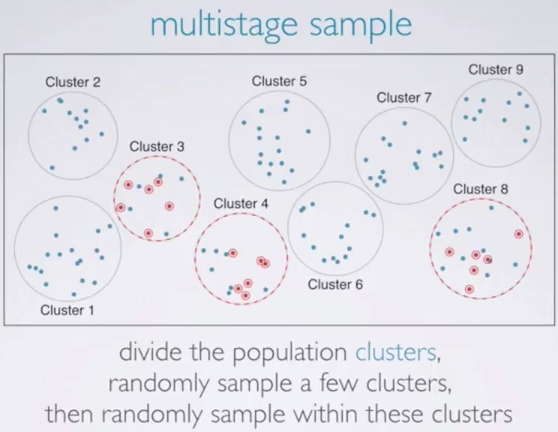 multistage sample
Cluster 2
Cluster 5
Cluster 9
Cluster 7
Cluster 3
Cluster 4
Cluster 8
Cluster 6
Cluster 1
divide the population clusters,
randomly sample a few clusters,
then randomly sample within these clusters